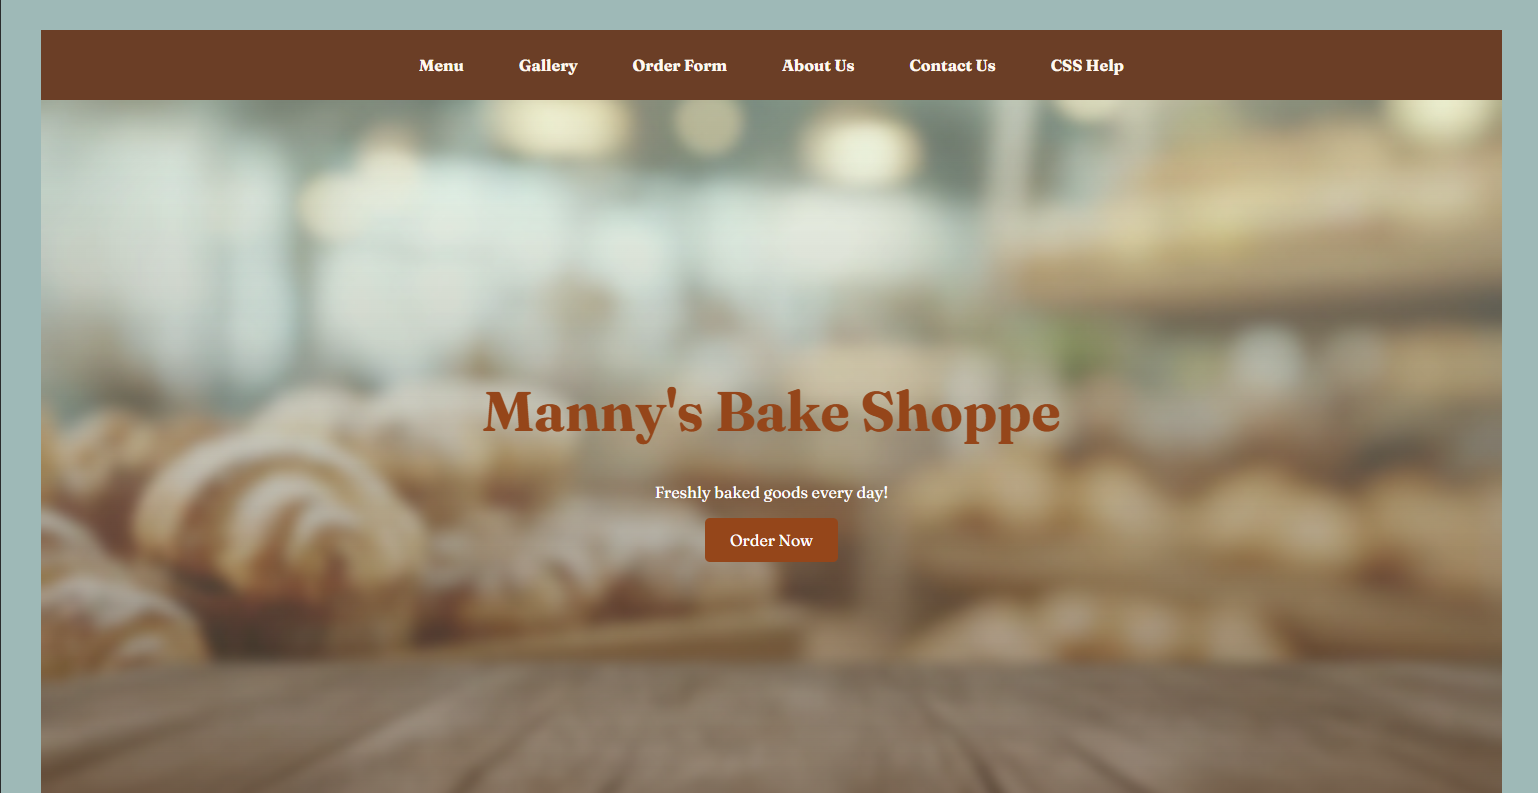 Menu Gallery Order Form About Us Contact Us CSS Help
Manny's Bake Shoppe
Freshly baked goods every day!
Order Now